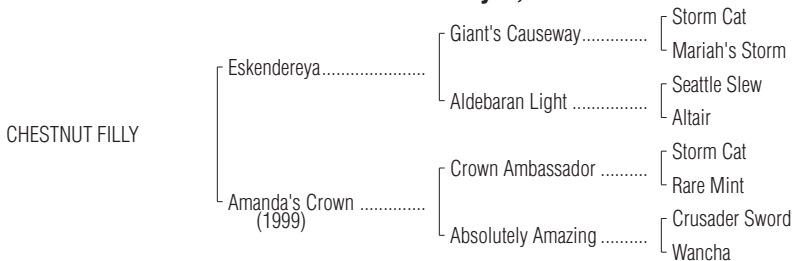 Storm Cat
Giant's Causeway..............
Mariah's Storm
Eskendereya......................
Seattle Slew
Aldebaran Light ................
Altair
CHESTNUT FILLY
Storm Cat
Crown Ambassador ..........
Rare Mint
Amanda's Crown ..............
(1999)
Crusader Sword
Absolutely Amazing ..........
Wancha